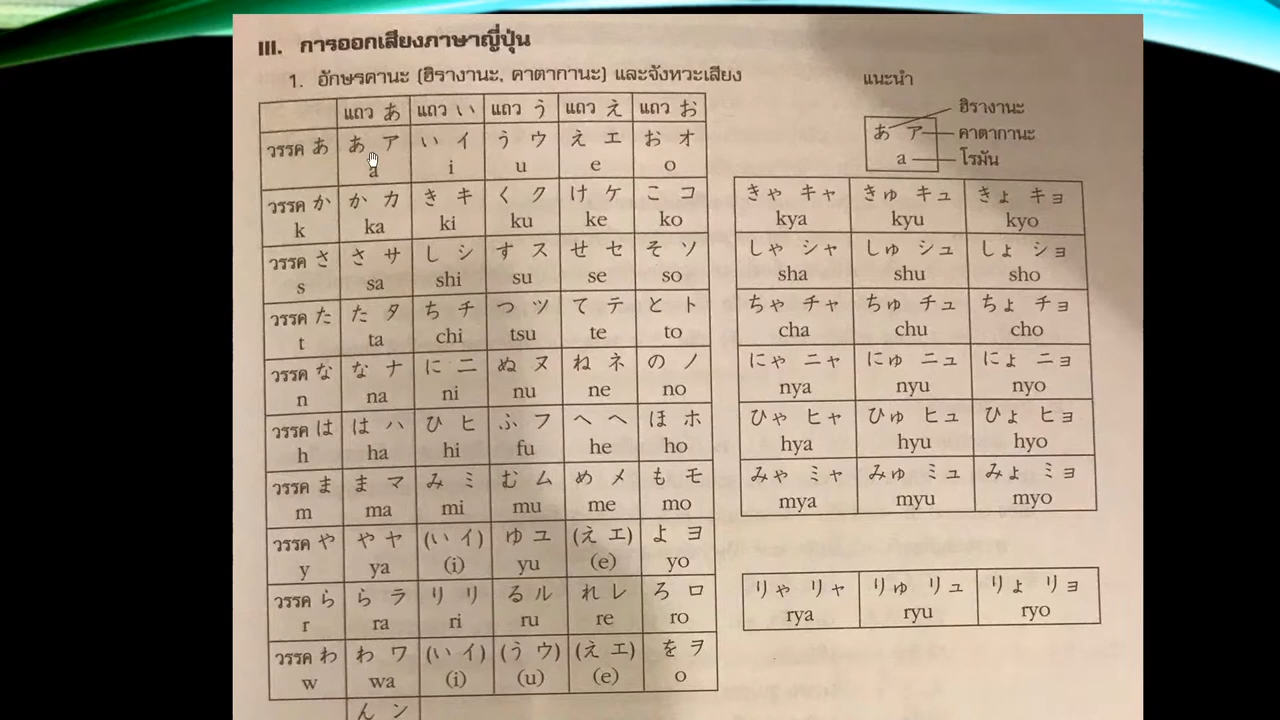 III. การออกเสียงภาษาญี่ปุ่น
1. อักษรคานะ (ฮิรางานะ, คาตากานะ) และจังหวะเสียง
แนะนำ
ฮิรางานะ
あ ア คาตากานะ
a โรมัน
แถว あ แถว い แถว う แถว え แถว お
วรรค あ あ ア い イ う ウ え エ お オ
a i u e o
วรรค か か カ き キ く ク け ケ こ コ
k ka ki ku ke ko
วรรค さ さ サ し シ す ス せ セ そ ソ
s sa shi su se so
วรรค た た タ ち チ つ ツ て テ と ト
t ta chi tsu te to
วรรค な な ナ に ニ ぬ ヌ ね ネ の ノ
n na ni nu ne no
วรรค は は ハ ひ ヒ ふ フ へ ヘ ほ ホ
h ha hi fu he ho
วรรค ま ま マ み ミ む ム め メ も モ
m ma mi mu me mo
วรรค や や ヤ (い イ) ゆ ユ (え エ) よ ヨ
y ya (i) yu (e) yo
วรรค ら ら ラ り リ る ル れ レ ろ ロ
r ra ri ru re ro
วรรค わ わ ワ (い イ) (う ウ) (え エ) を ヲ
w wa (i) (u) (e) o
ん ン
きゃ キャ きゅ キュ きょ キョ
kya kyu kyo
しゃ シャ しゅ シュ しょ ショ
sha shu sho
ちゃ チャ ちゅ チュ ちょ チョ
cha chu cho
にゃ ニャ にゅ ニュ にょ ニョ
nya nyu nyo
ひゃ ヒャ ひゅ ヒュ ひょ ヒョ
hya hyu hyo
みゃ ミャ みゅ ミュ みょ ミョ
mya myu myo
りゃ リャ りゅ リュ りょ リョ
rya ryu ryo